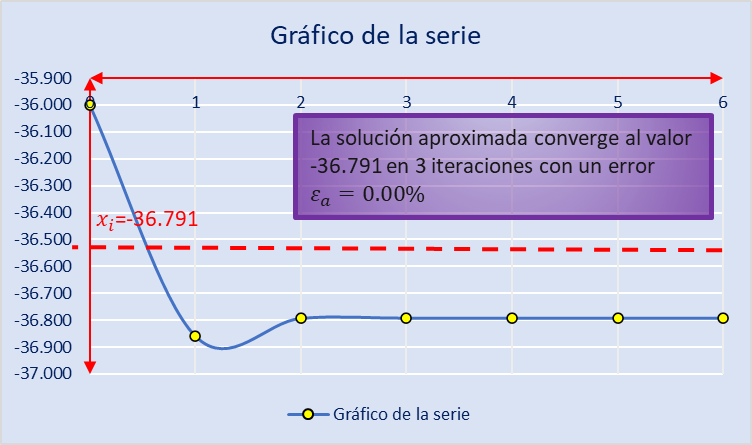 Gráfico de la serie
-35.900
-36.000
-36.100
-36.200
-36.300
-36.400
-36.500
-36.600
-36.700
-36.800
-36.900
-37.000
0 1 2 3 4 5 6
La solución aproximada converge al valor
-36.791 en 3 iteraciones con un error
𝜀ₐ = 0.00%
𝑥ᵢ=-36.791
Gráfico de la serie